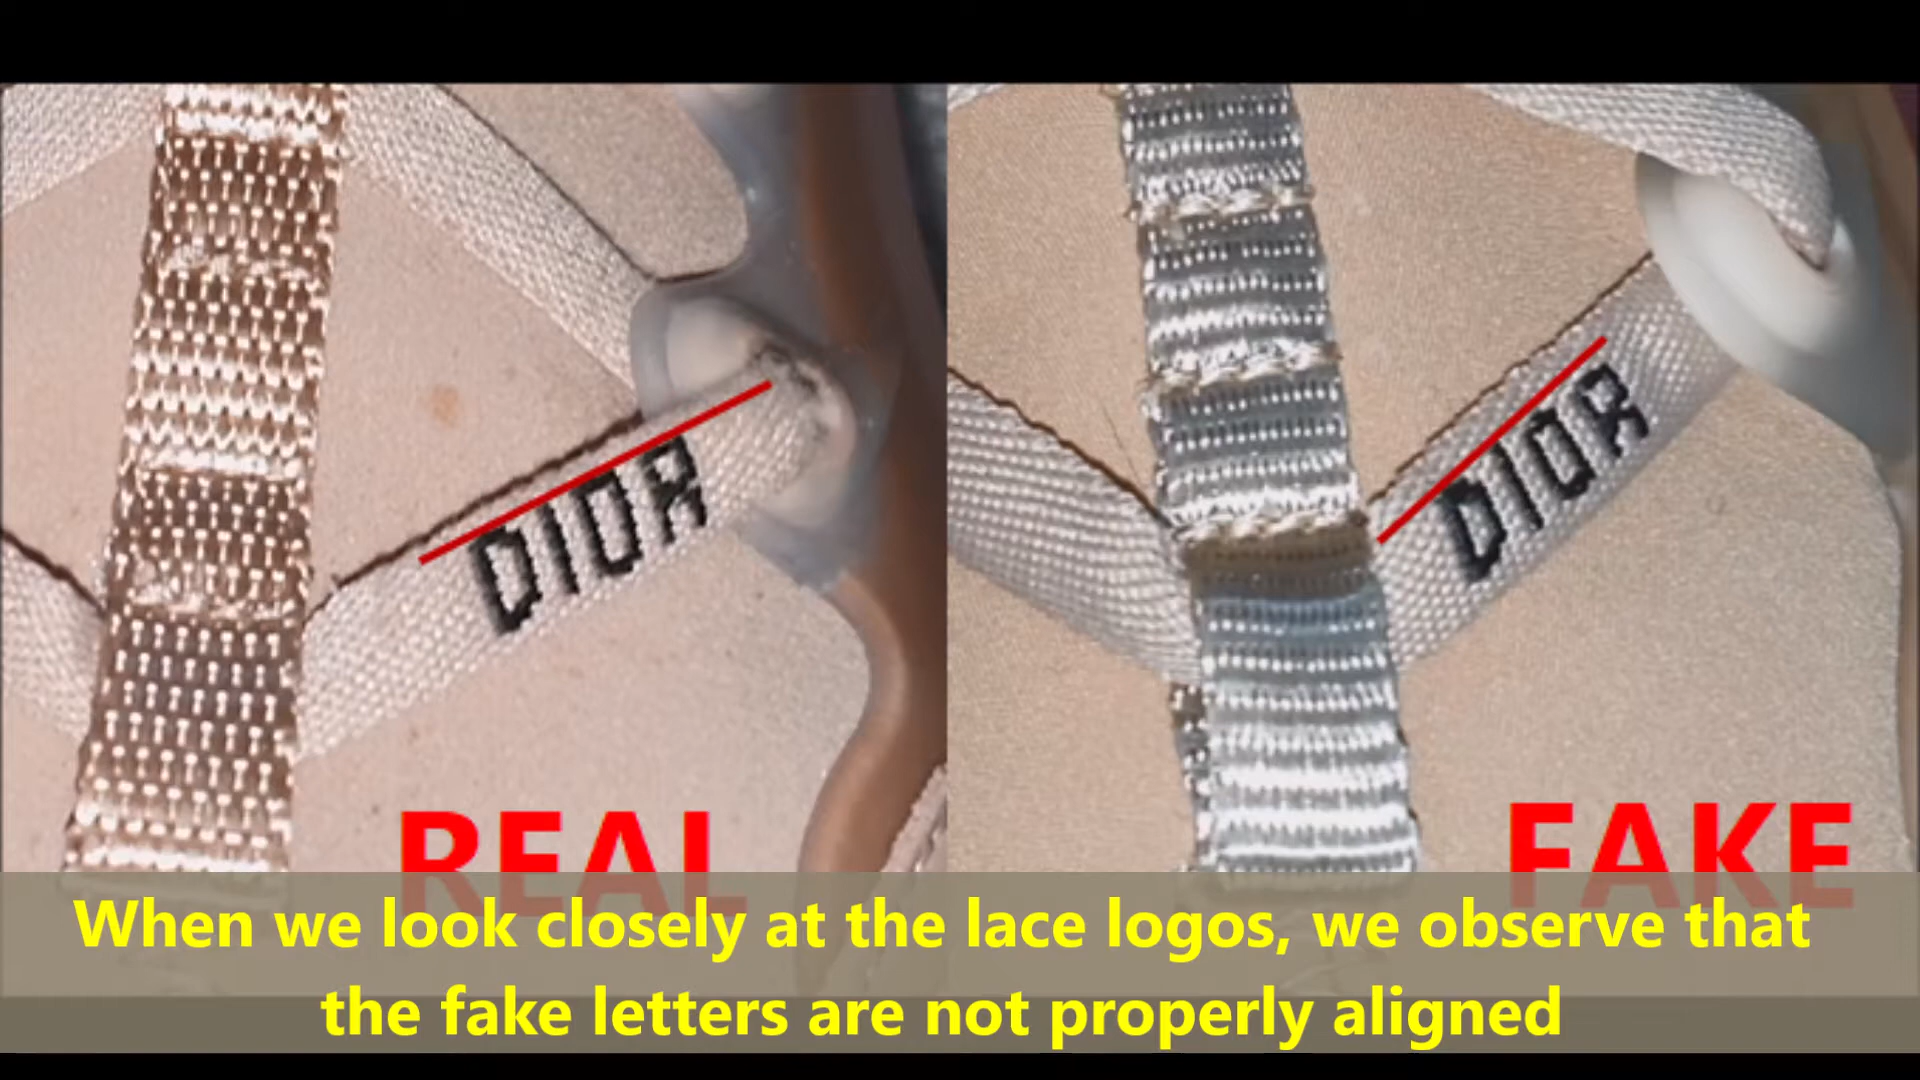 DIOR
DIOR
REAL
FAKE
When we look closely at the lace logos, we observe that
the fake letters are not properly aligned